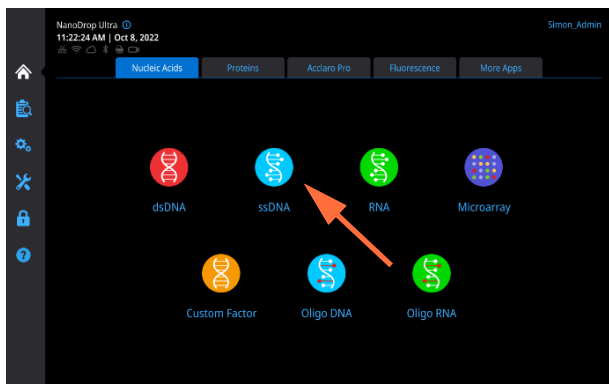 NanoDrop Ultra
Simon_Admin
11:22:24 AM | Oct 8, 2022
Nucleic Acids Proteins Acclaro Pro Fluorescence More Apps
dsDNA ssDNA RNA Microarray
Custom Factor Oligo DNA Oligo RNA